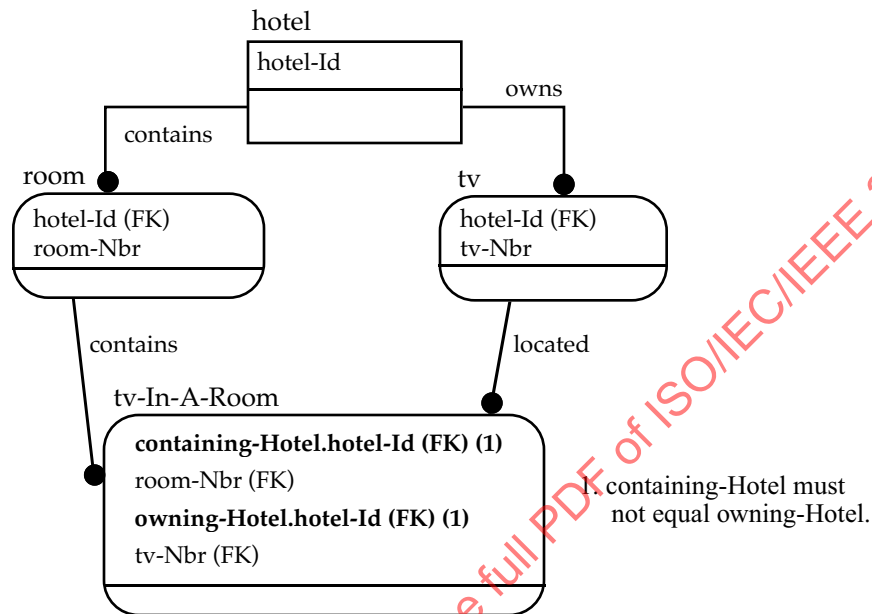 hotel
hotel-Id
contains
owns
room
hotel-Id (FK)
room-Nbr
tv
hotel-Id (FK)
tv-Nbr
contains
located
tv-In-A-Room
containing-Hotel.hotel-Id (FK) (1)
room-Nbr (FK)
owning-Hotel.hotel-Id (FK) (1)
tv-Nbr (FK)
1. containing-Hotel must
not equal owning-Hotel.
full PDF of ISO/IEC/IEEE